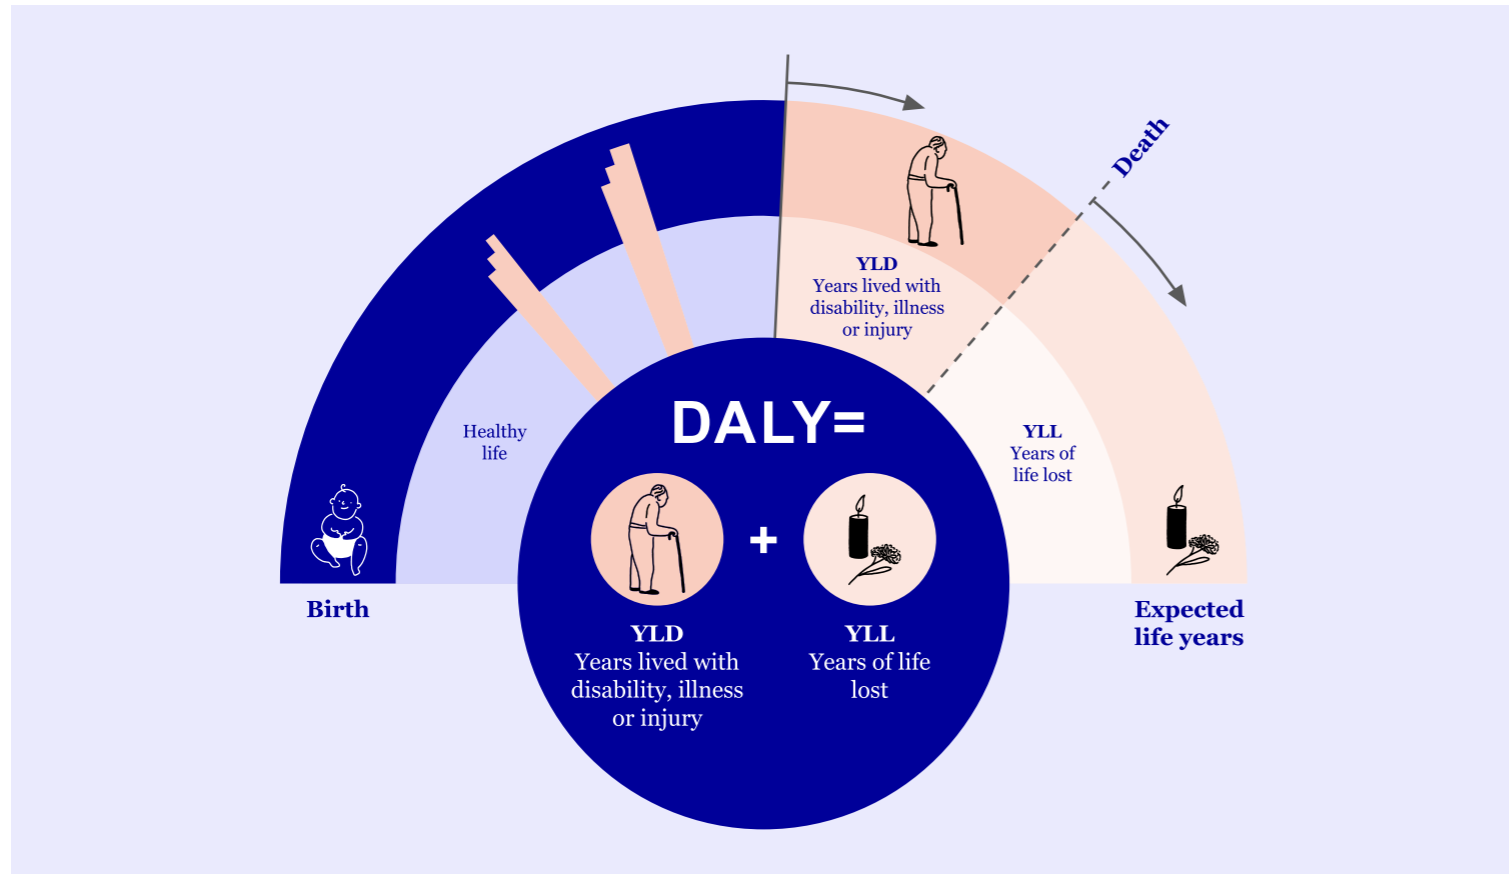 Death
YLD
Years lived with
disability, illness
or injury
Healthy
life
YLL
Years of
life lost
DALY=
+
Birth
Expected
life years
YLD
Years lived with
disability, illness
or injury
YLL
Years of life
lost